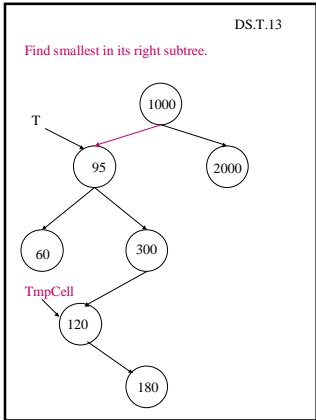 DS.T.13
Find smallest in its right subtree.
1000
T
95
2000
60
300
TmpCell
120
180